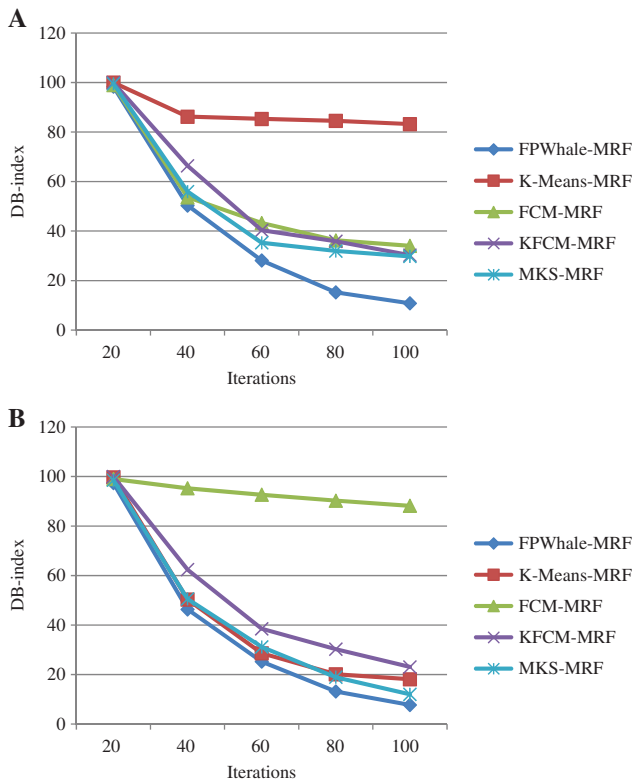 A
120
100
80
60
40
20
0
DB-index
20 40 60 80 100
Iterations
FPWhale-MRF
K-Means-MRF
FCM-MRF
KFCM-MRF
MKS-MRF
B
120
100
80
60
40
20
0
DB-index
20 40 60 80 100
Iterations
FPWhale-MRF
K-Means-MRF
FCM-MRF
KFCM-MRF
MKS-MRF